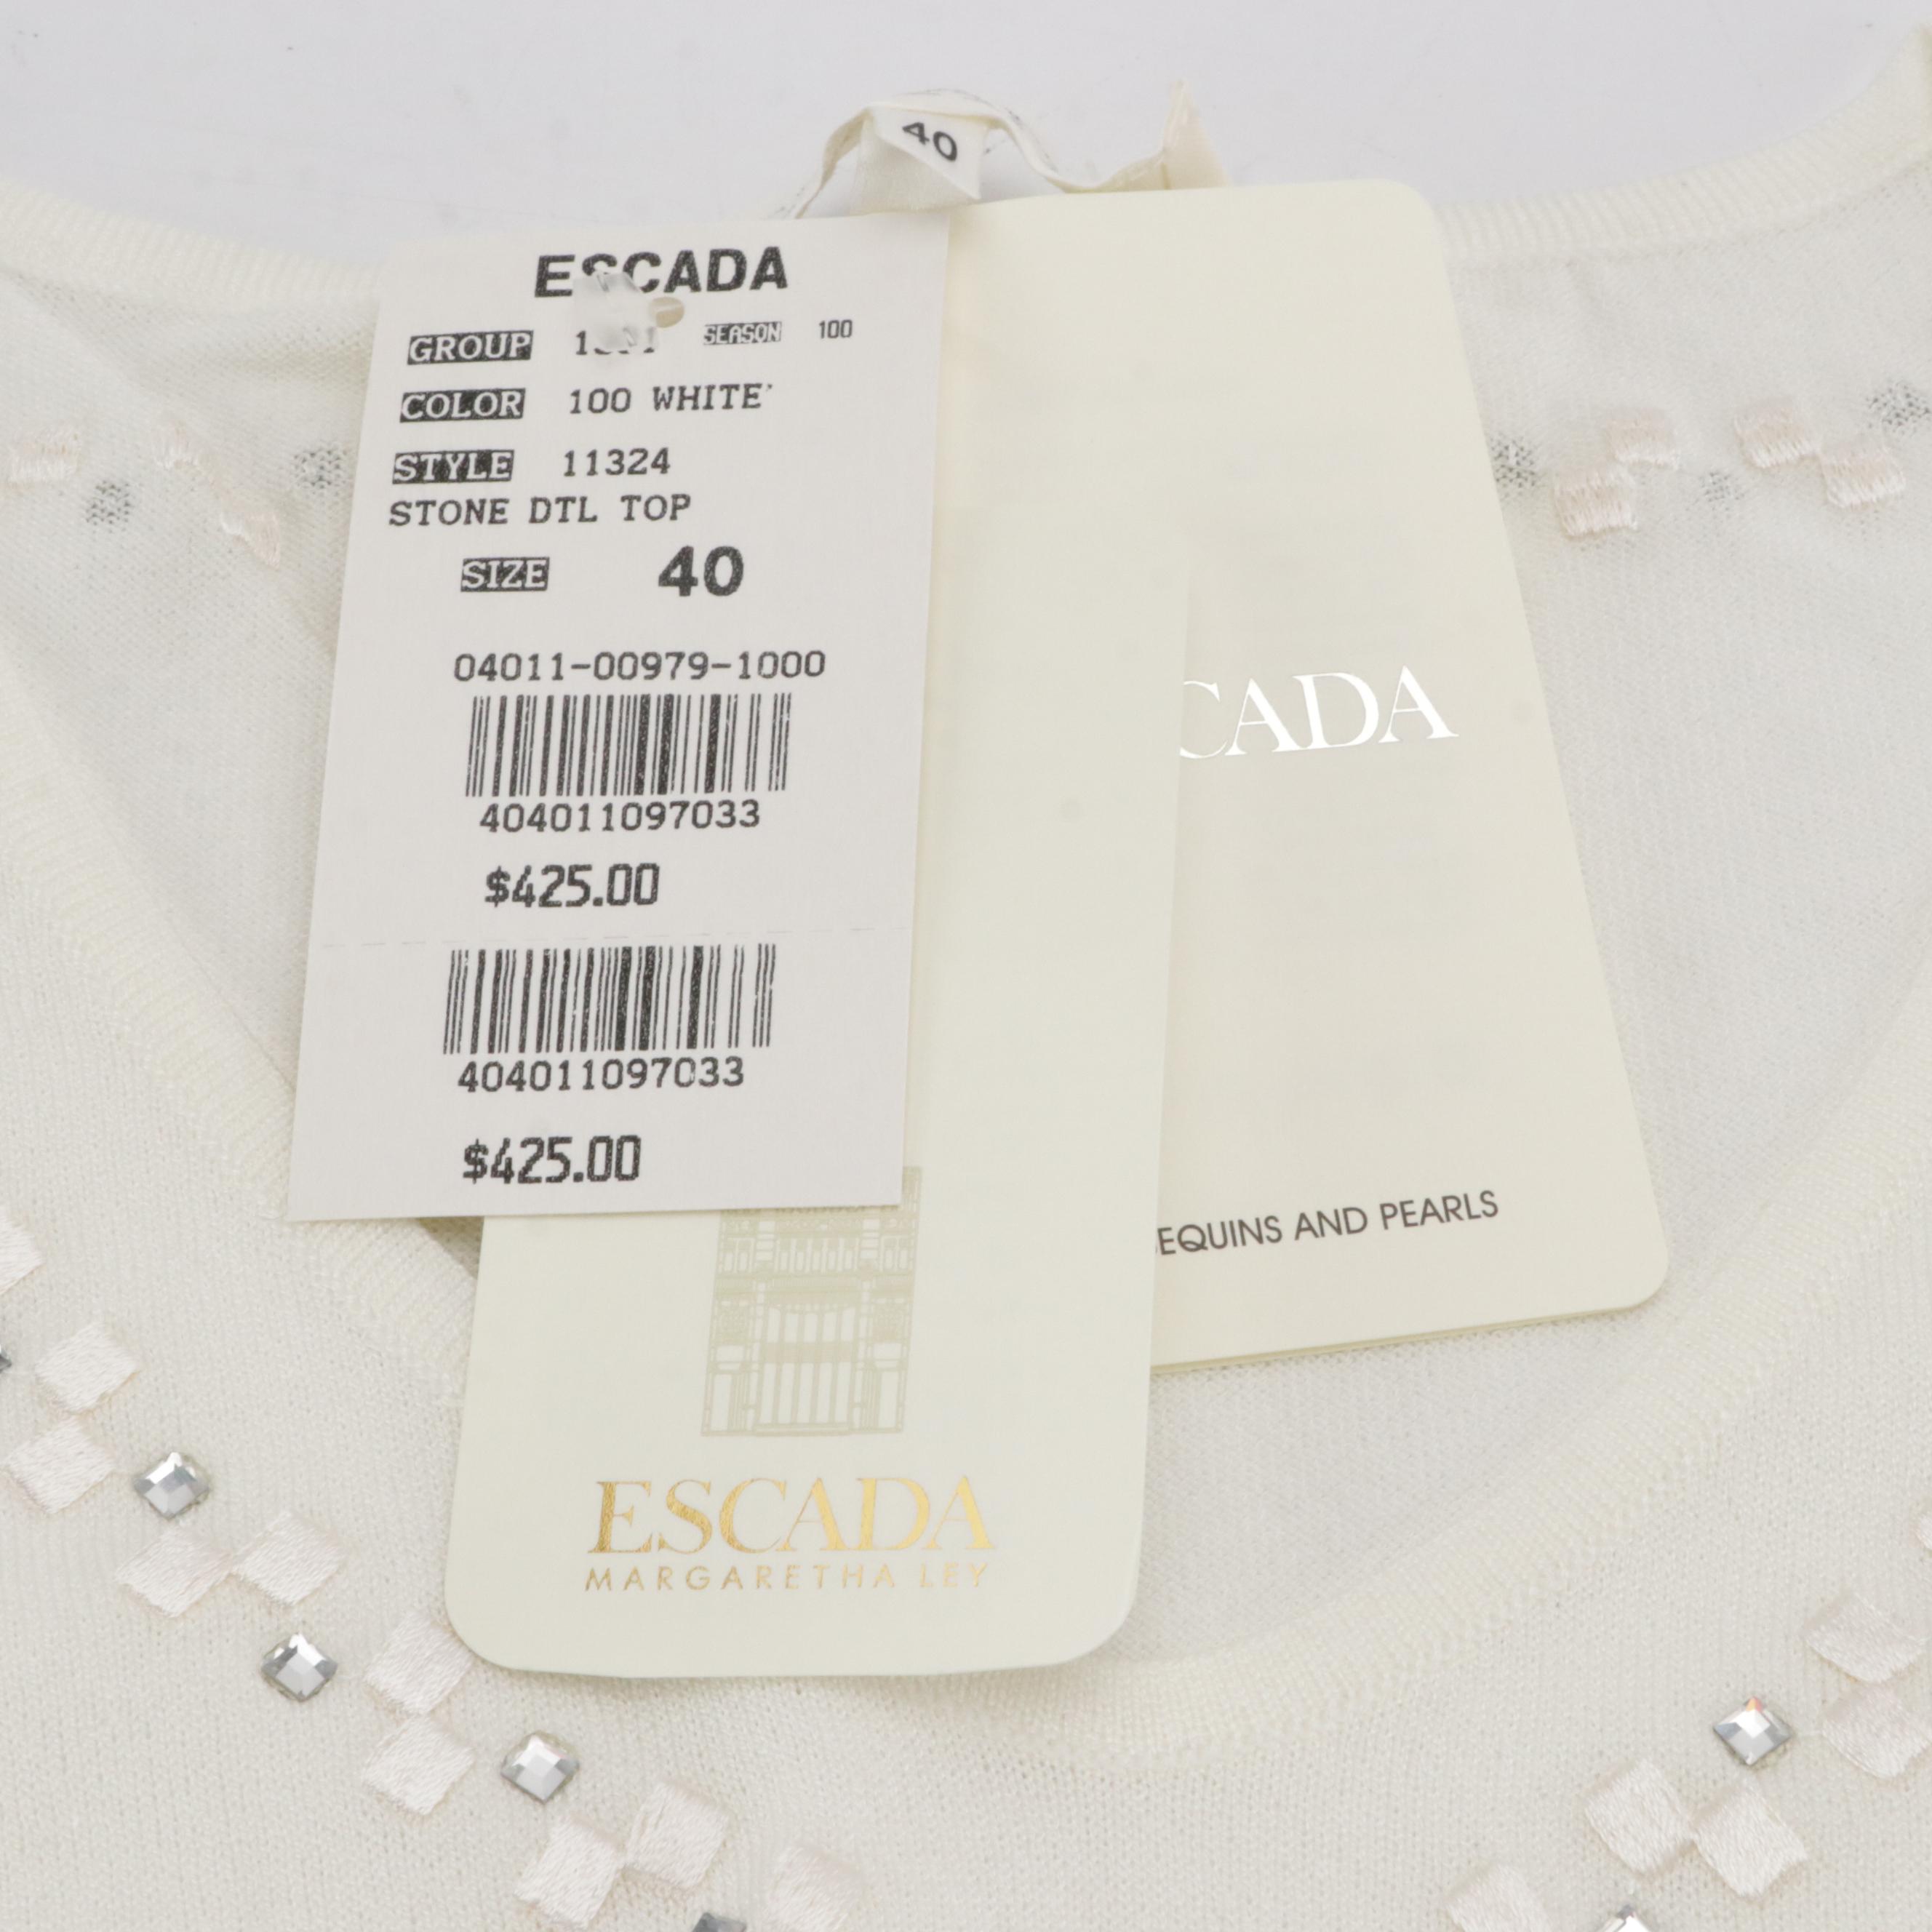 40
ESCADA
GROUP SEASON 100
COLOR 100 WHITE
STYLE 11324
STONE DTL TOP
SIZE 40
04011-00979-1000
404011097033
$425.00
404011097033
$425.00
CADA
EQUINS AND PEARLS
ESCADA
MARGARETHA LEY